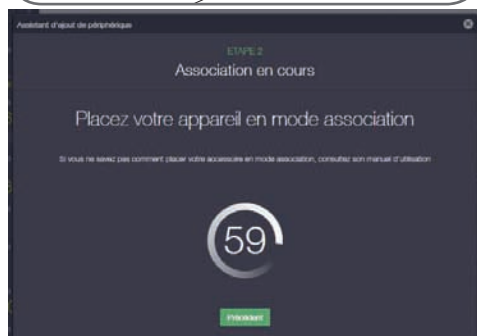 Assistant d'ajout de périphérique
ETAPE 2
Association en cours
Placez votre appareil en mode association
Si vous ne savez pas comment placer votre accessoire en mode association, consultez son manuel d'utilisation
59
Précédent